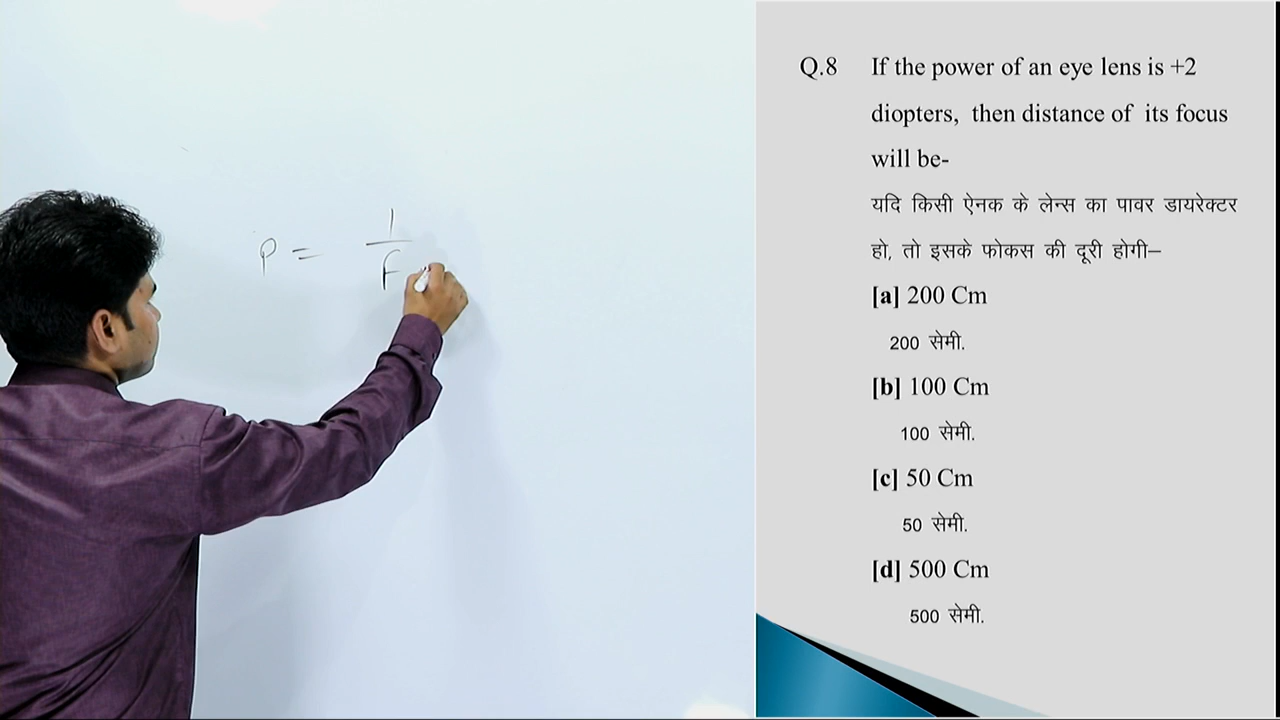 P = 1
F
Q.8 If the power of an eye lens is +2
diopters, then distance of its focus
will be-
यदि किसी ऐनक के लेन्स का पावर डायरेक्टर
हो, तो इसके फोकस की दूरी होगी–
[a] 200 Cm
200 सेमी.
[b] 100 Cm
100 सेमी.
[c] 50 Cm
50 सेमी.
[d] 500 Cm
500 सेमी.